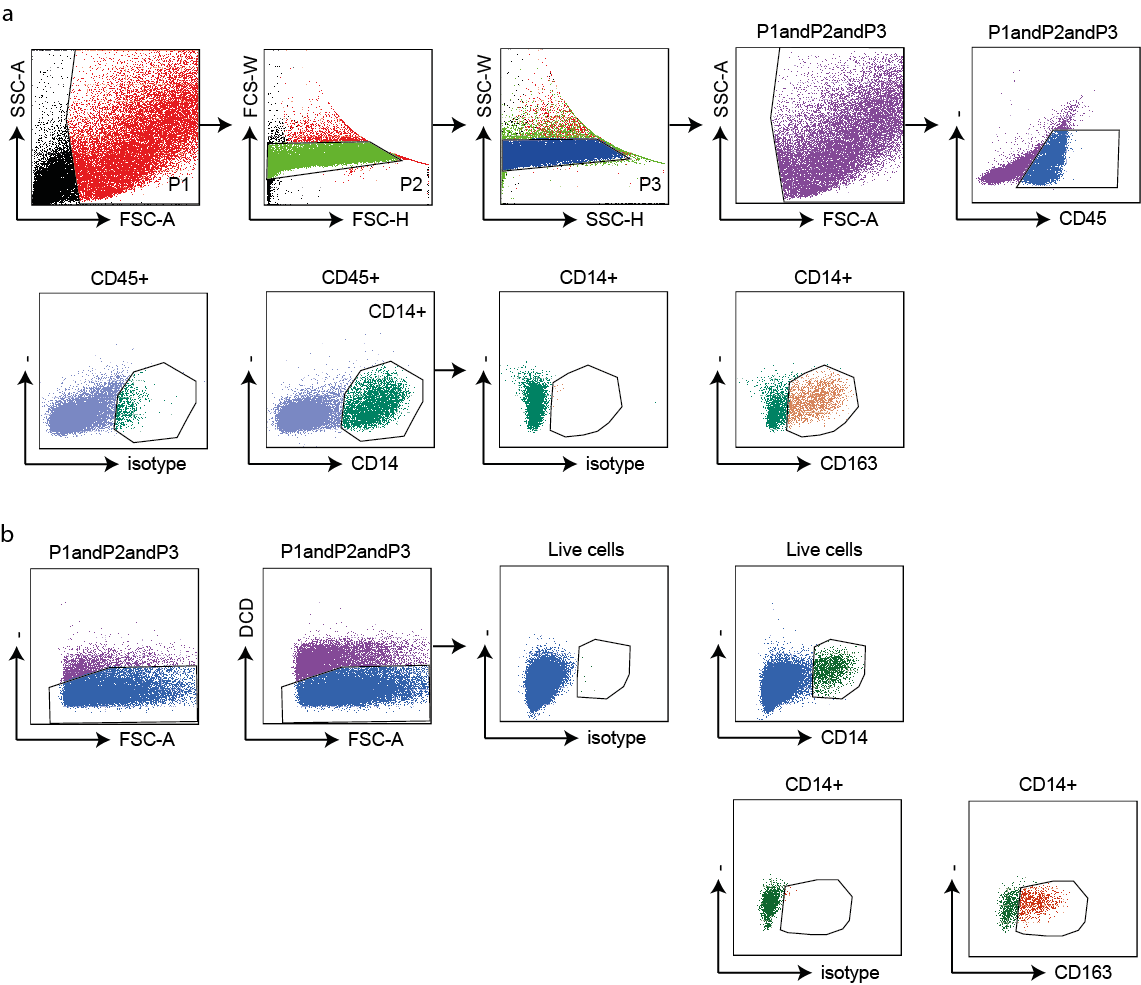 a
P1andP2andP3
P1andP2andP3
SSC-A
FCS-W
SSC-W
SSC-A
-
P1
P2
P3
FSC-A
FSC-H
SSC-H
FSC-A
CD45
CD45+
CD45+
CD14+
CD14+
CD14+
-
-
-
-
isotype
CD14
isotype
CD163
b
P1andP2andP3
P1andP2andP3
Live cells
Live cells
-
DCD
-
-
FSC-A
FSC-A
isotype
CD14
CD14+
CD14+
-
-
isotype
CD163